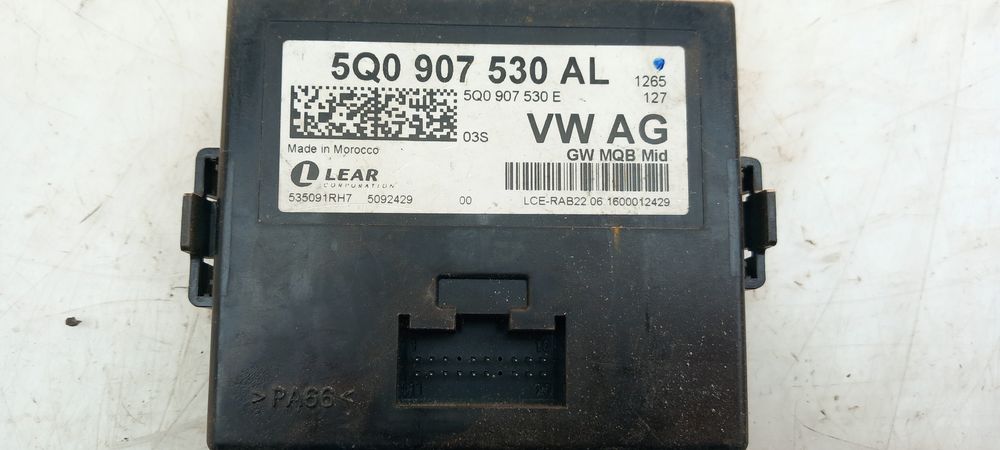 5Q0 907 530 AL
1265
5Q0 907 530 E
127
03S
VW AG
Made in Morocco
GW MQB Mid
LEAR
CORPORATION
535091RH7 5092429 00 LCE-RAB22 06 1600012429
>PA66<